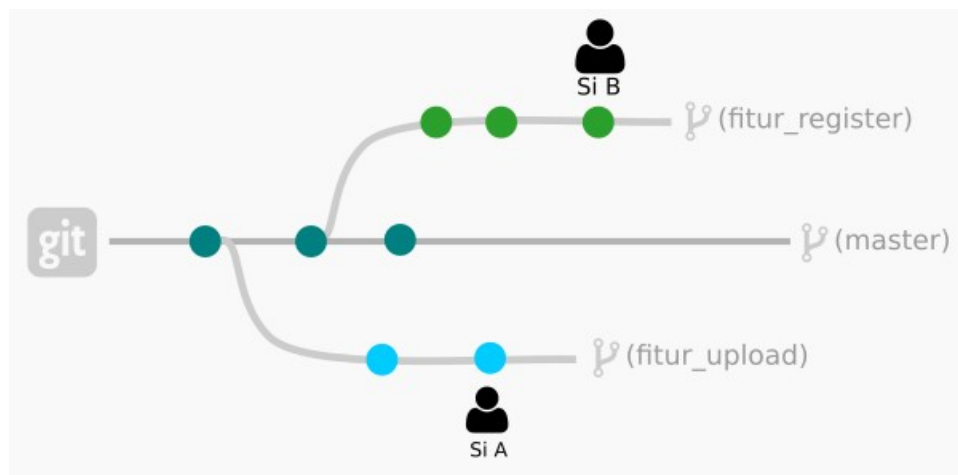 Si B
(fitur_register)
git
(master)
(fitur_upload)
Si A